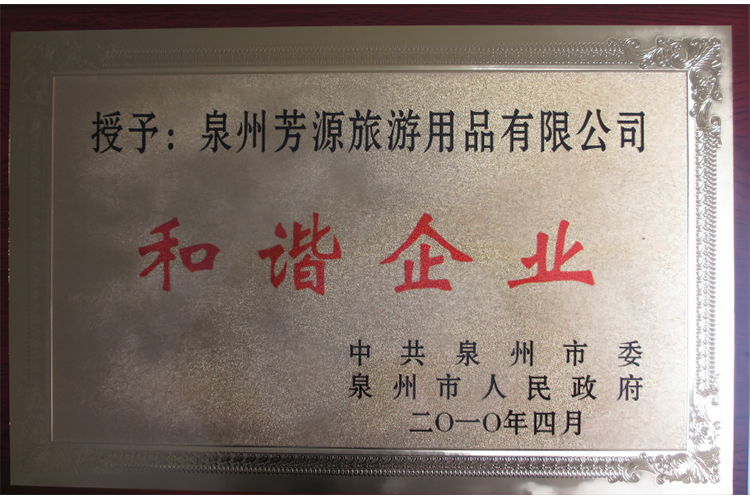 授予：泉州芳源旅游用品有限公司
和谐企业
中共泉州市委
泉州市人民政府
二〇一〇年四月